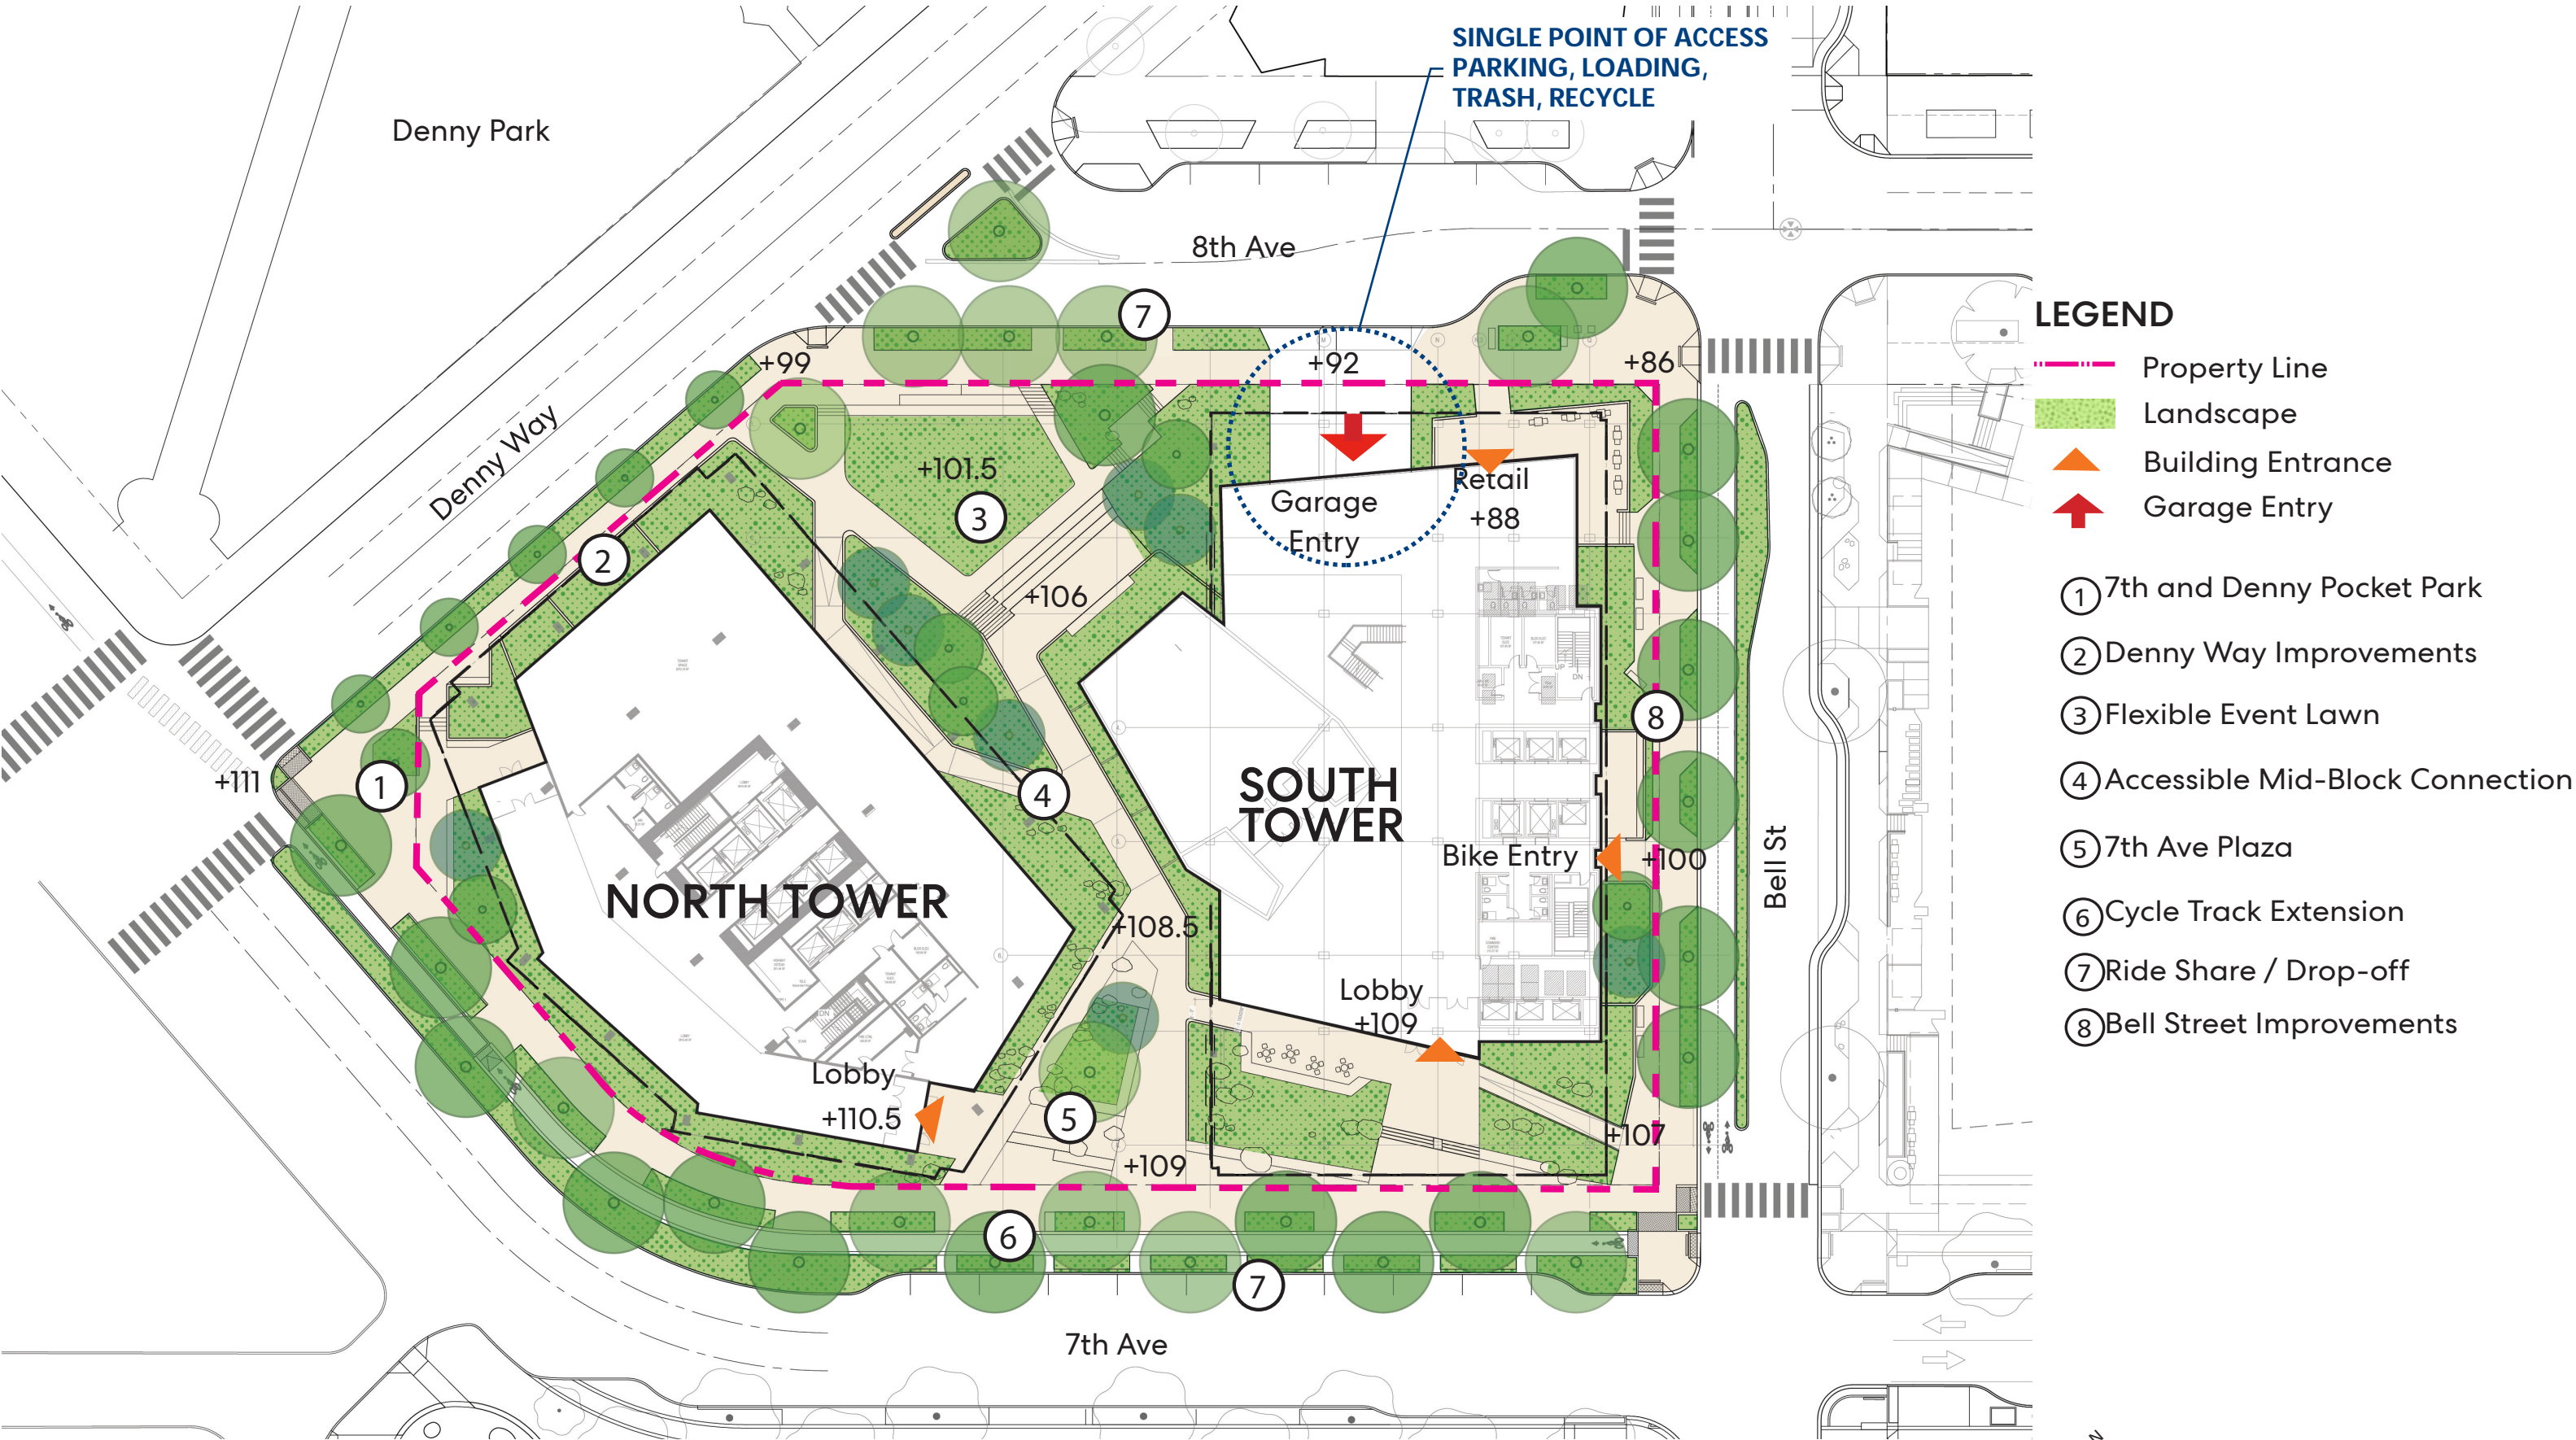 SINGLE POINT OF ACCESS
PARKING, LOADING,
TRASH, RECYCLE
Denny Park
8th Ave
7
+99
+92
+86
Denny Way
+101.5
3
Retail
+88
Garage
Entry
2
+106
8
1
+111
4
SOUTH
TOWER
NORTH TOWER
Bike Entry
+100
Bell St
+108.5
Lobby
+109
Lobby
+110.5
5
+109
+107
6
7
7th Ave
DN
UP
DN
LEGEND
Property Line
Landscape
Building Entrance
Garage Entry
1 7th and Denny Pocket Park
2 Denny Way Improvements
3 Flexible Event Lawn
4 Accessible Mid-Block Connection
5 7th Ave Plaza
6 Cycle Track Extension
7 Ride Share / Drop-off
8 Bell Street Improvements